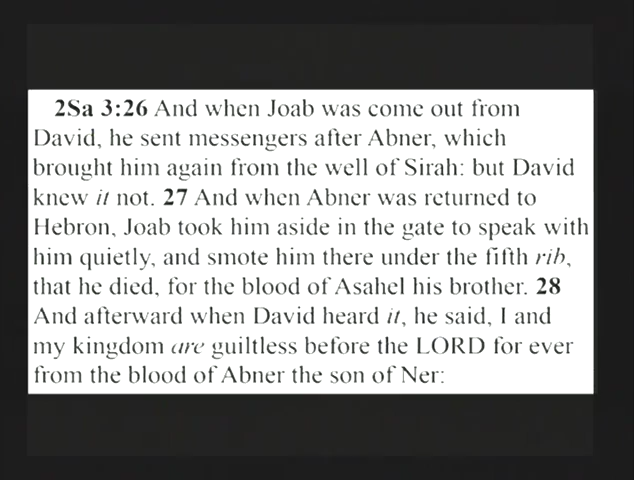 2Sa 3:26 And when Joab was come out from
David, he sent messengers after Abner, which
brought him again from the well of Sirah: but David
knew it not. 27 And when Abner was returned to
Hebron, Joab took him aside in the gate to speak with
him quietly, and smote him there under the fifth rib,
that he died, for the blood of Asahel his brother. 28
And afterward when David heard it, he said, I and
my kingdom are guiltless before the LORD for ever
from the blood of Abner the son of Ner: